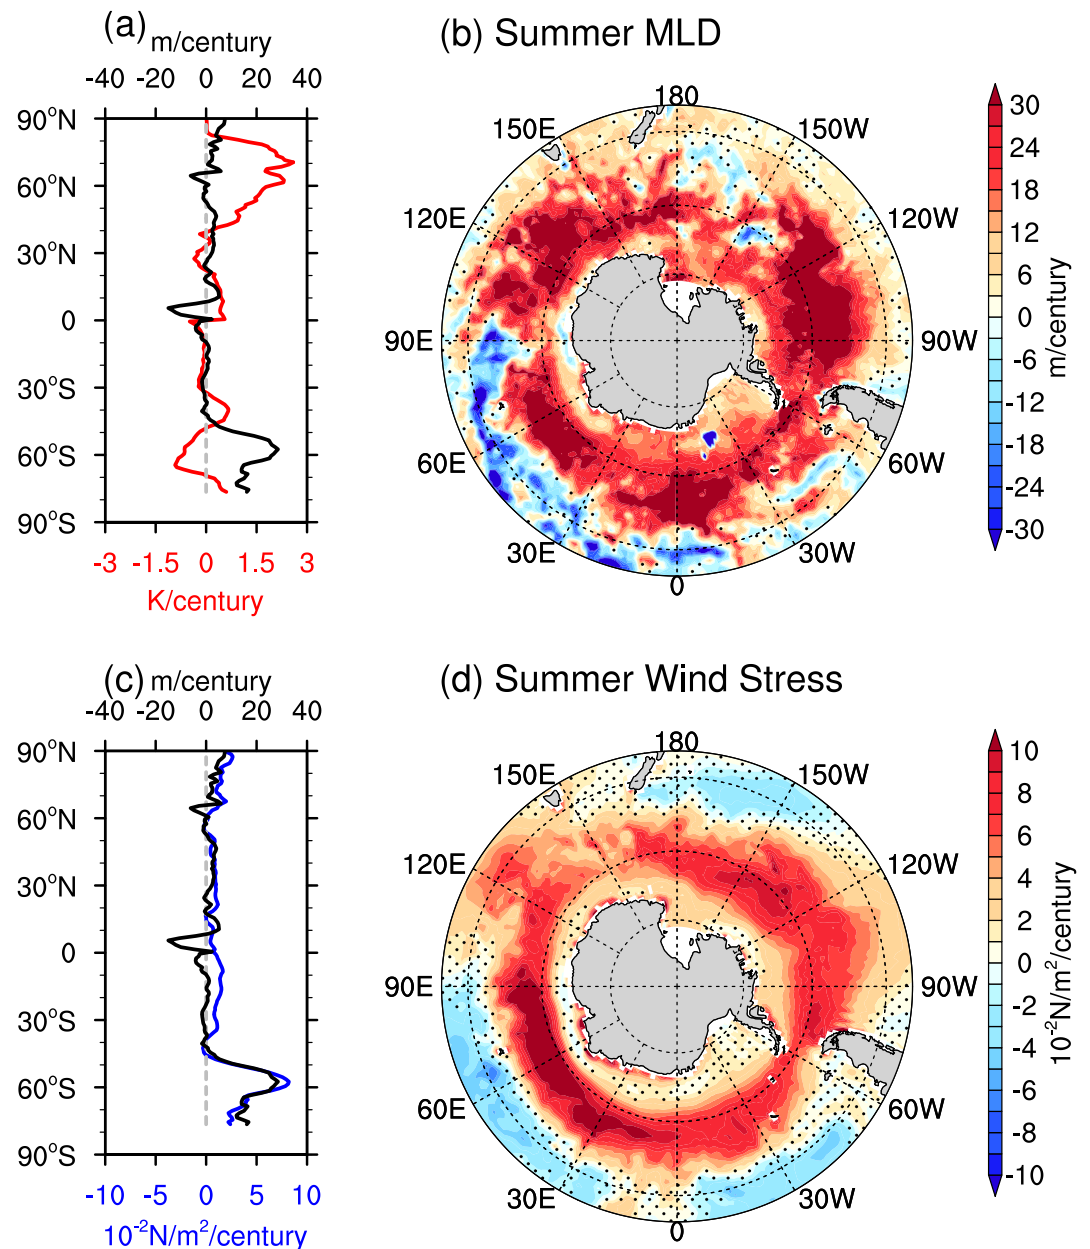 (a)
m/century
-40 -20 0 20 40
90°N
60°N
30°N
0
30°S
60°S
90°S
-3 -1.5 0 1.5 3
K/century
(b) Summer MLD
180
150E 150W
120E 120W
90E 90W
60E 60W
30E 30W
0
30
24
18
12
6
0
-6
-12
-18
-24
-30
m/century
(c)
m/century
-40 -20 0 20 40
90°N
60°N
30°N
0
30°S
60°S
90°S
-10 -5 0 5 10
10⁻²N/m²/century
(d) Summer Wind Stress
180
150E 150W
120E 120W
90E 90W
60E 60W
30E 30W
0
10
8
6
4
2
0
-2
-4
-6
-8
-10
10⁻²N/m²/century